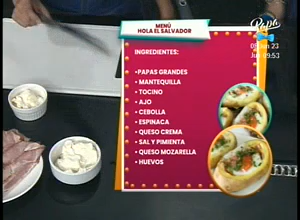 MENÚ
HOLA EL SALVADOR
INGREDIENTES:
•PAPAS GRANDES
• MANTEQUILLA
• TOCINO
• AJO
• CEBOLLA
• ESPINACA
• QUESO CREMA
• SAL Y PIMIENTA
• QUESO MOZARELLA
• HUEVOS
Papa